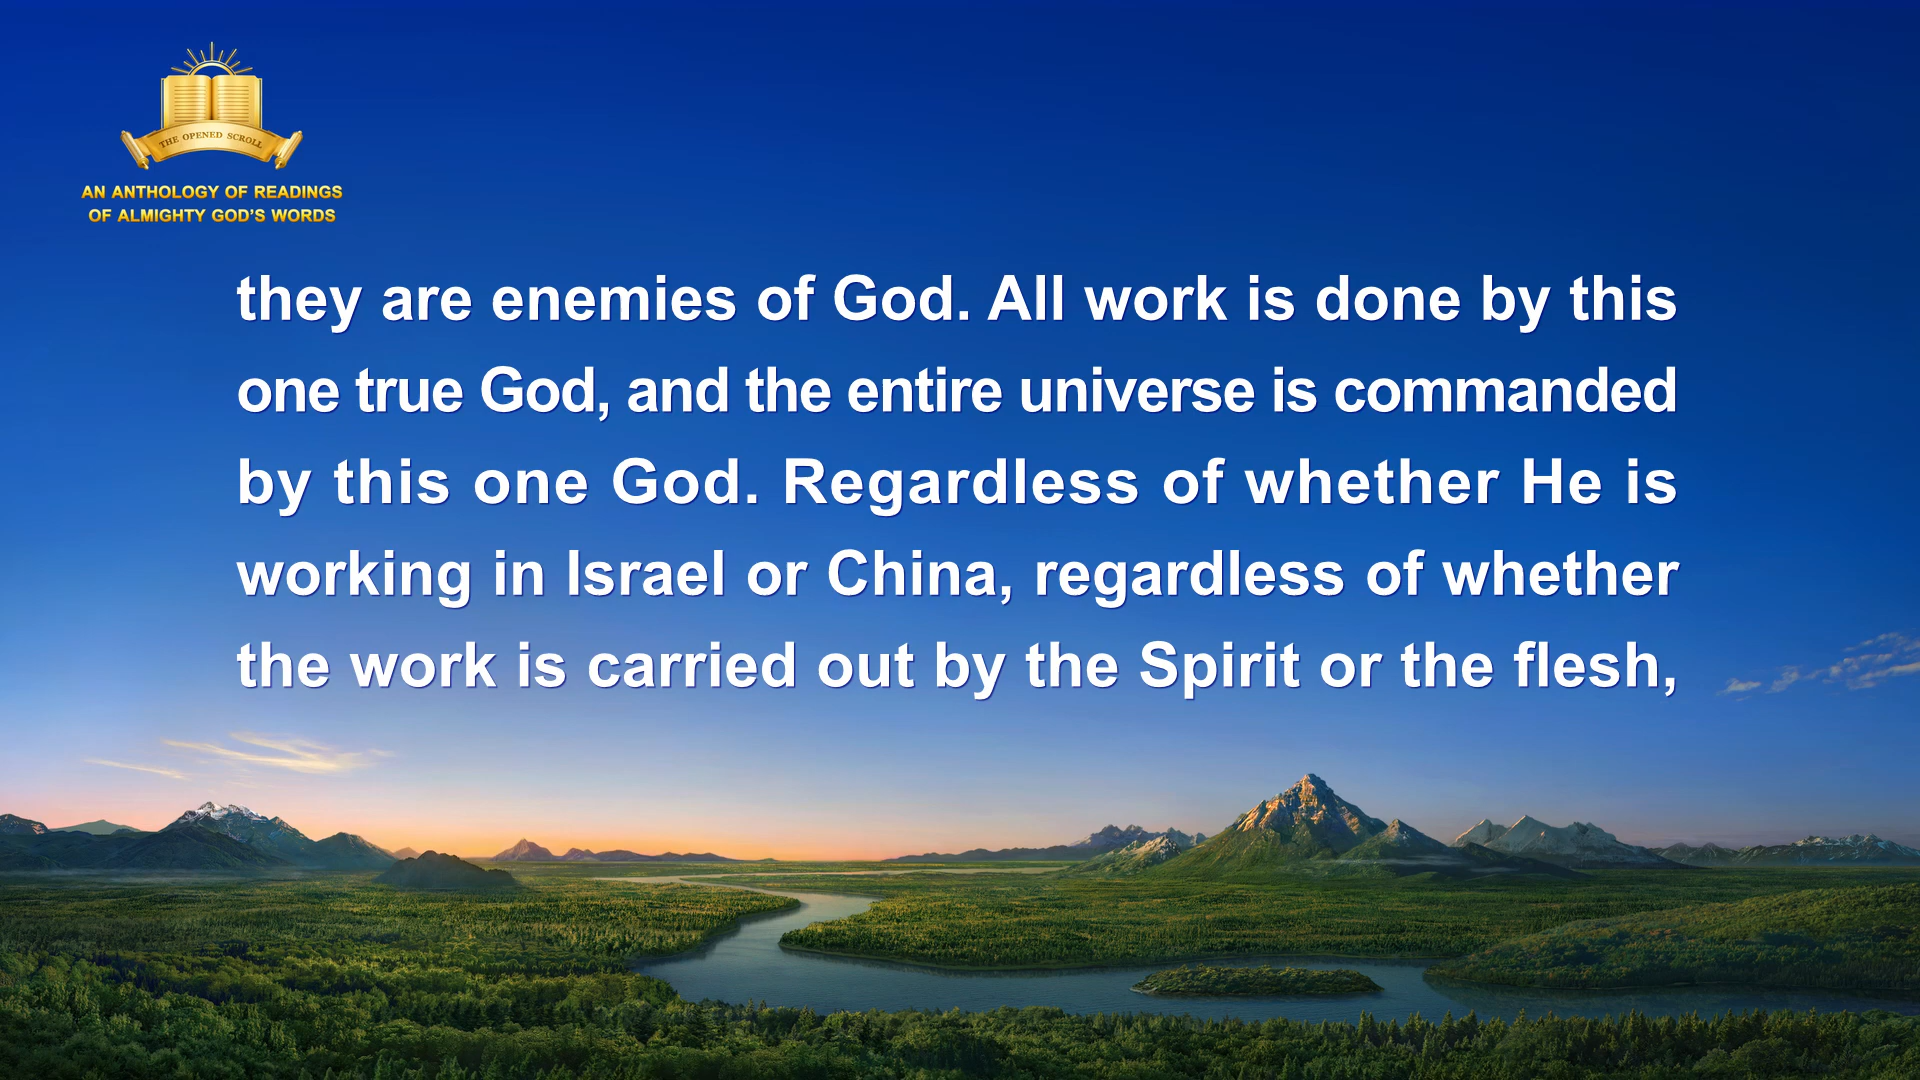 THE OPENED SCROLL
AN ANTHOLOGY OF READINGS
OF ALMIGHTY GOD'S WORDS
they are enemies of God. All work is done by this
one true God, and the entire universe is commanded
by this one God. Regardless of whether He is
working in Israel or China, regardless of whether
the work is carried out by the Spirit or the flesh,